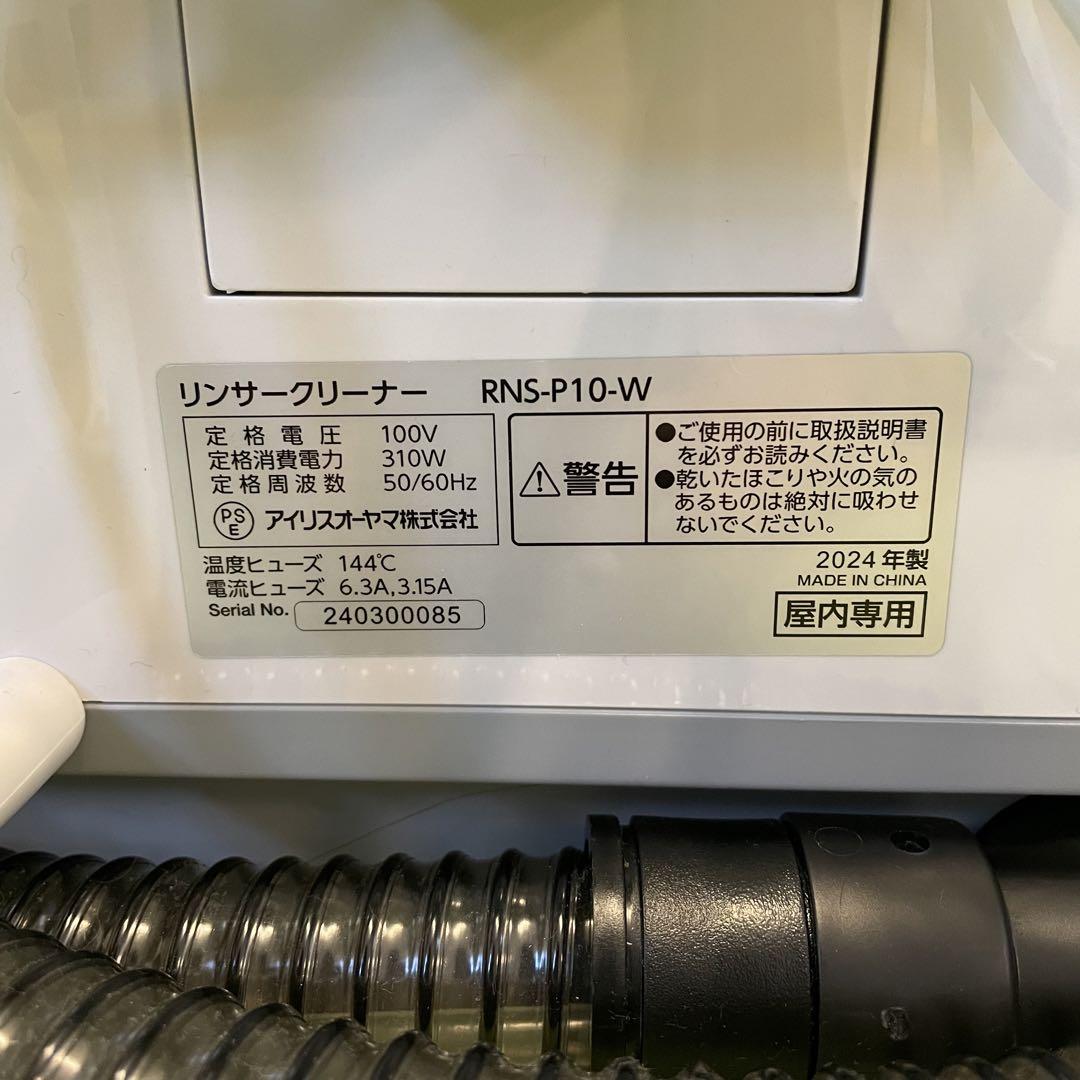 リンサークリーナー RNS-P10-W
定格電圧 100V
定格消費電力 310W
定格周波数 50/60Hz
PSE アイリスオーヤマ株式会社
⚠警告
●ご使用の前に取扱説明書
を必ずお読みください。
●乾いたほこりや火の気の
あるものは絶対に吸わせ
ないでください。
温度ヒューズ 144℃
電流ヒューズ 6.3A,3.15A
Serial No. 240300085
2024年製
MADE IN CHINA
屋内専用